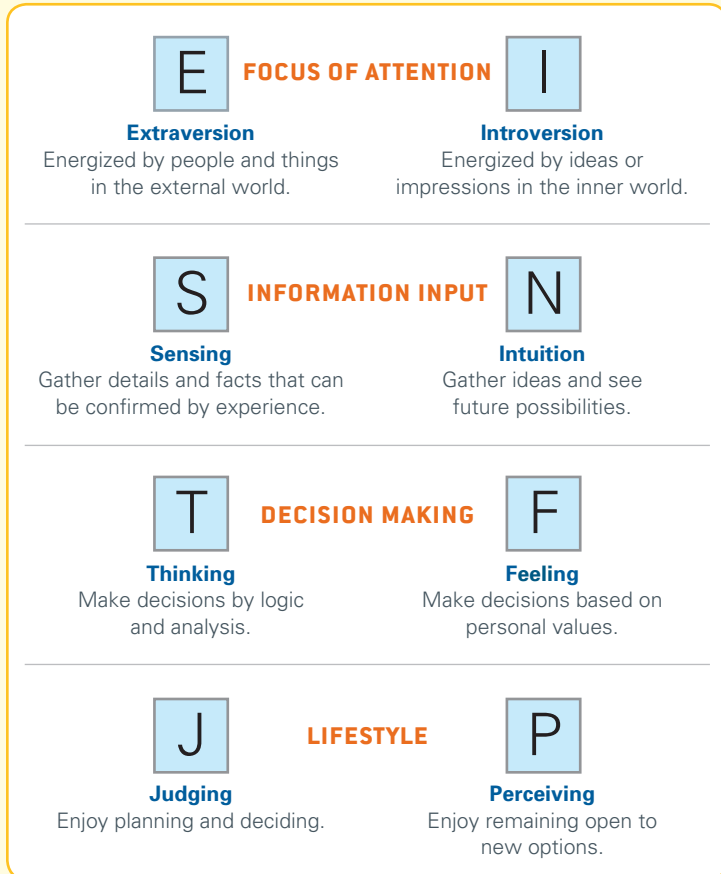 E FOCUS OF ATTENTION I
Extraversion
Energized by people and things
in the external world.
Introversion
Energized by ideas or
impressions in the inner world.
S INFORMATION INPUT N
Sensing
Gather details and facts that can
be confirmed by experience.
Intuition
Gather ideas and see
future possibilities.
T DECISION MAKING F
Thinking
Make decisions by logic
and analysis.
Feeling
Make decisions based on
personal values.
J LIFESTYLE P
Judging
Enjoy planning and deciding.
Perceiving
Enjoy remaining open to
new options.